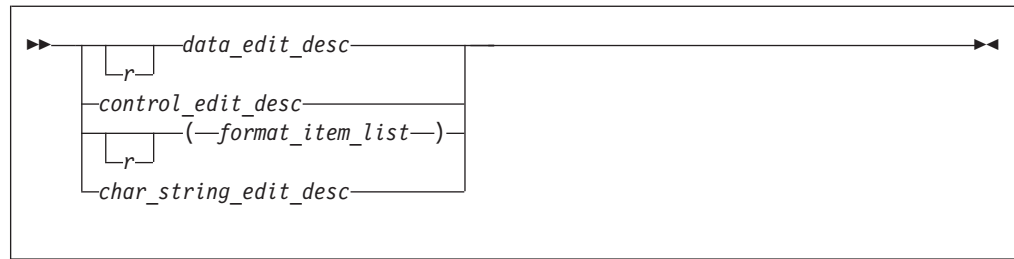 data_edit_desc
r
control_edit_desc
( format_item_list )
r
char_string_edit_desc